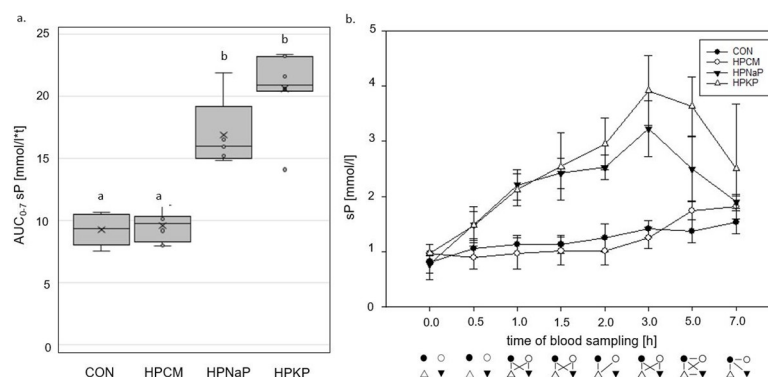 a.
AUC0-7 sP [mmol/l*t]
25
20
15
10
5
0
a
a
b
b
CON HPCM HPNaP HPKP
b.
sP [mmol/l]
5
4
3
2
1
0
CON
HPCM
HPNaP
HPKP
0.0 0.5 1.0 1.5 2.0 3.0 5.0 7.0
time of blood sampling [h]